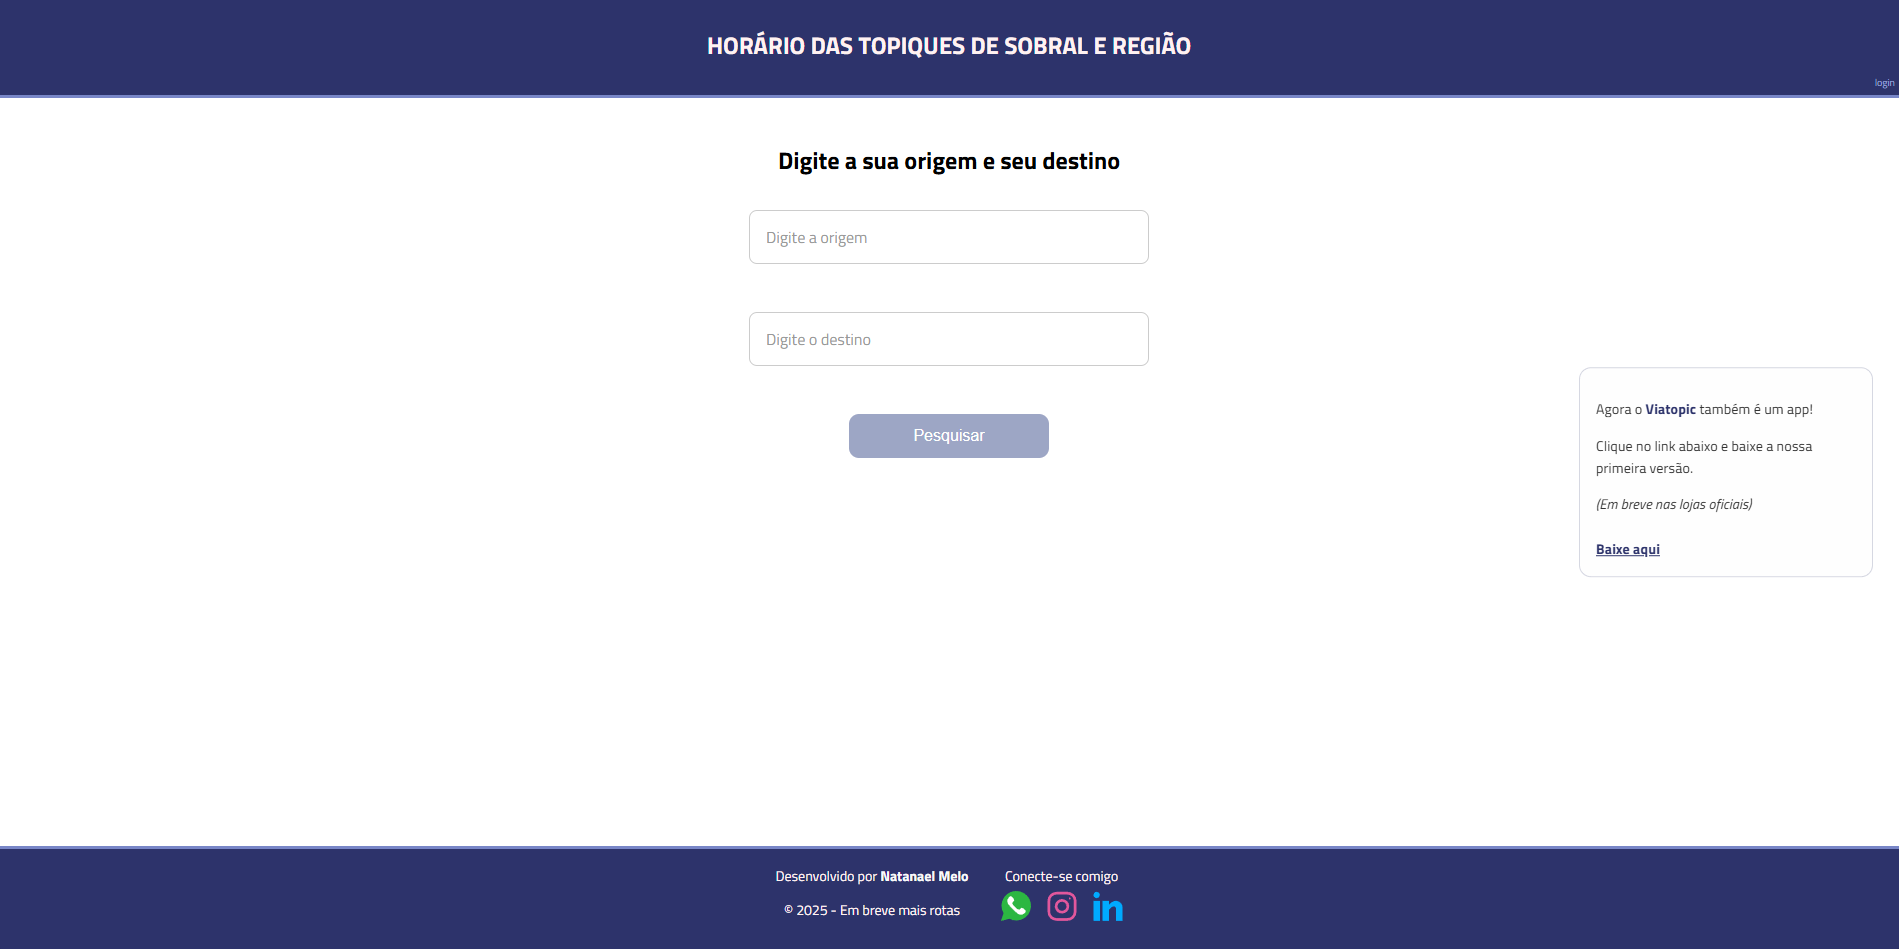 HORÁRIO DAS TOPIQUES DE SOBRAL E REGIÃO
login
Digite a sua origem e seu destino
Digite a origem
Digite o destino
Pesquisar
Agora o Viatopic também é um app!
Clique no link abaixo e baixe a nossa
primeira versão.
(Em breve nas lojas oficiais)
Baixe aqui
Desenvolvido por Natanael Melo
© 2025 - Em breve mais rotas
Conecte-se comigo
in